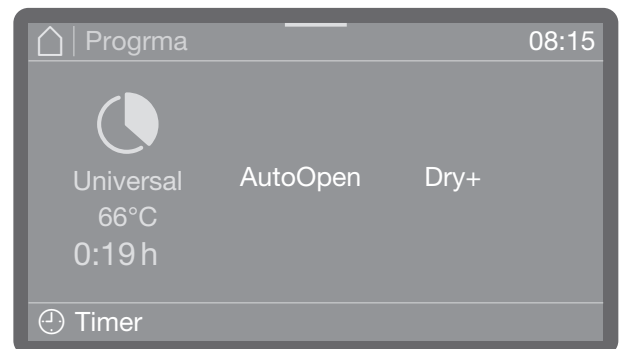 Progrma 08:15
Universal AutoOpen Dry+
66°C
0:19 h
Timer